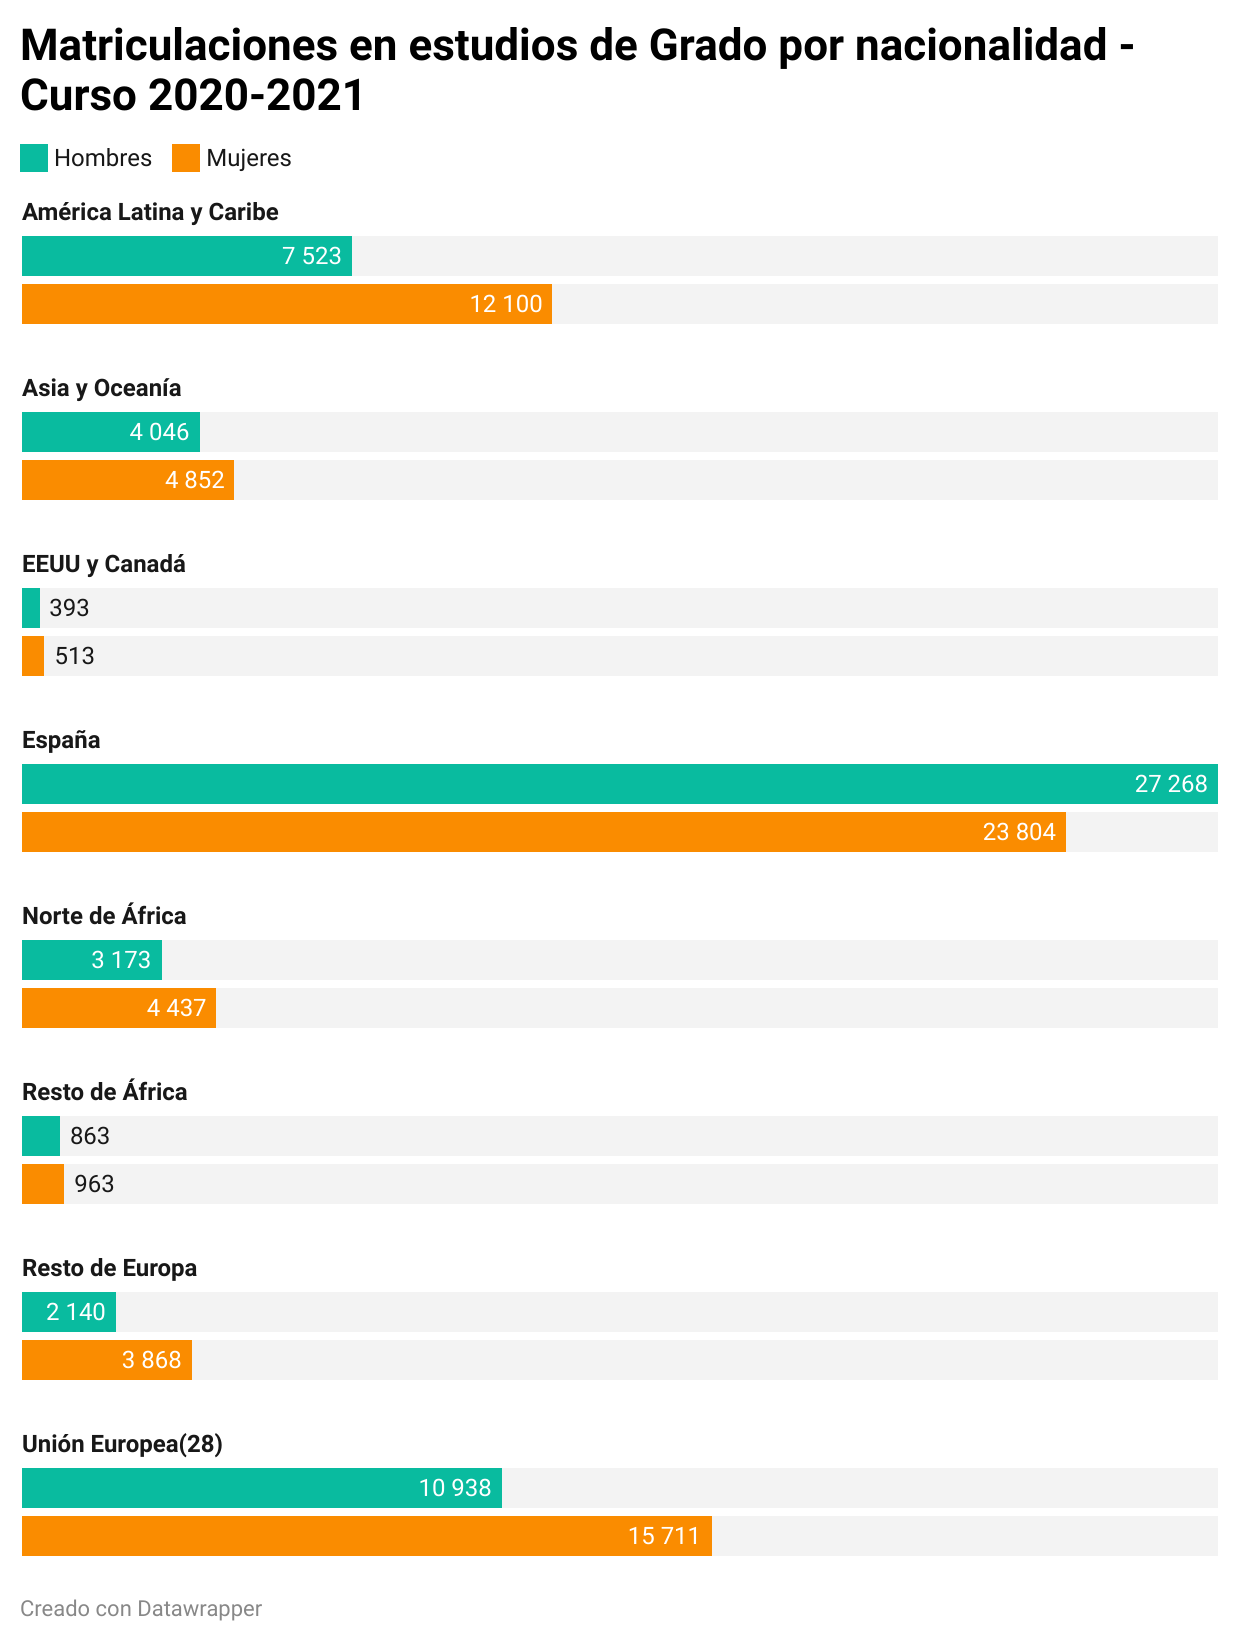 Matriculaciones en estudios de Grado por nacionalidad -
Curso 2020-2021
Hombres Mujeres
América Latina y Caribe
7 523
12 100
Asia y Oceanía
4 046
4 852
EEUU y Canadá
393
513
España
27 268
23 804
Norte de África
3 173
4 437
Resto de África
863
963
Resto de Europa
2 140
3 868
Unión Europea(28)
10 938
15 711
Creado con Datawrapper